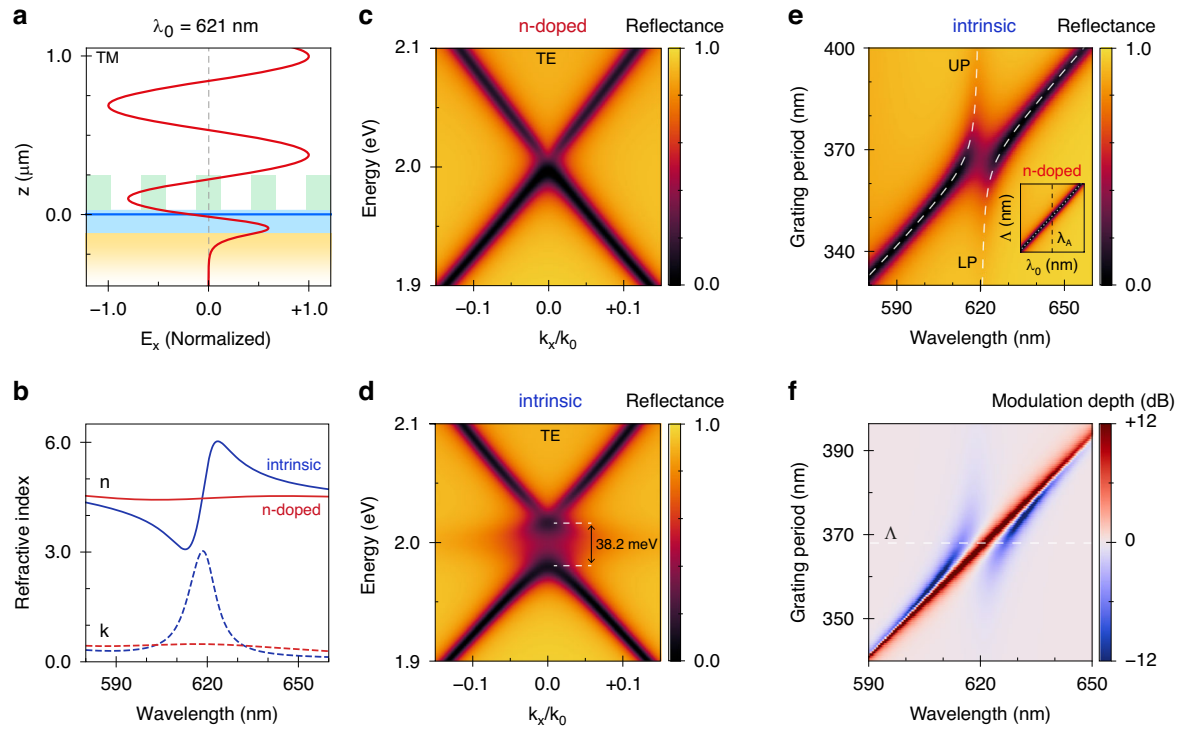 a
λ₀ = 621 nm
TM
1.0
0.0
z (μm)
−1.0
0.0
+1.0
Eₓ (Normalized)
b
6.0
3.0
0.0
n
k
intrinsic
n-doped
Refractive index
590
620
650
Wavelength (nm)
c
n-doped
Reflectance
TE
2.1
2.0
1.9
Energy (eV)
−0.1
0.0
+0.1
kₓ/k₀
1.0
0.0
d
intrinsic
Reflectance
TE
2.1
2.0
1.9
Energy (eV)
38.2 meV
−0.1
0.0
+0.1
kₓ/k₀
1.0
0.0
e
intrinsic
Reflectance
400
370
340
Grating period (nm)
UP
LP
n-doped
Λ (nm)
λ_A
λ₀ (nm)
590
620
650
Wavelength (nm)
1.0
0.0
f
Modulation depth (dB)
390
370
350
Grating period (nm)
Λ
590
620
650
Wavelength (nm)
+12
0
−12